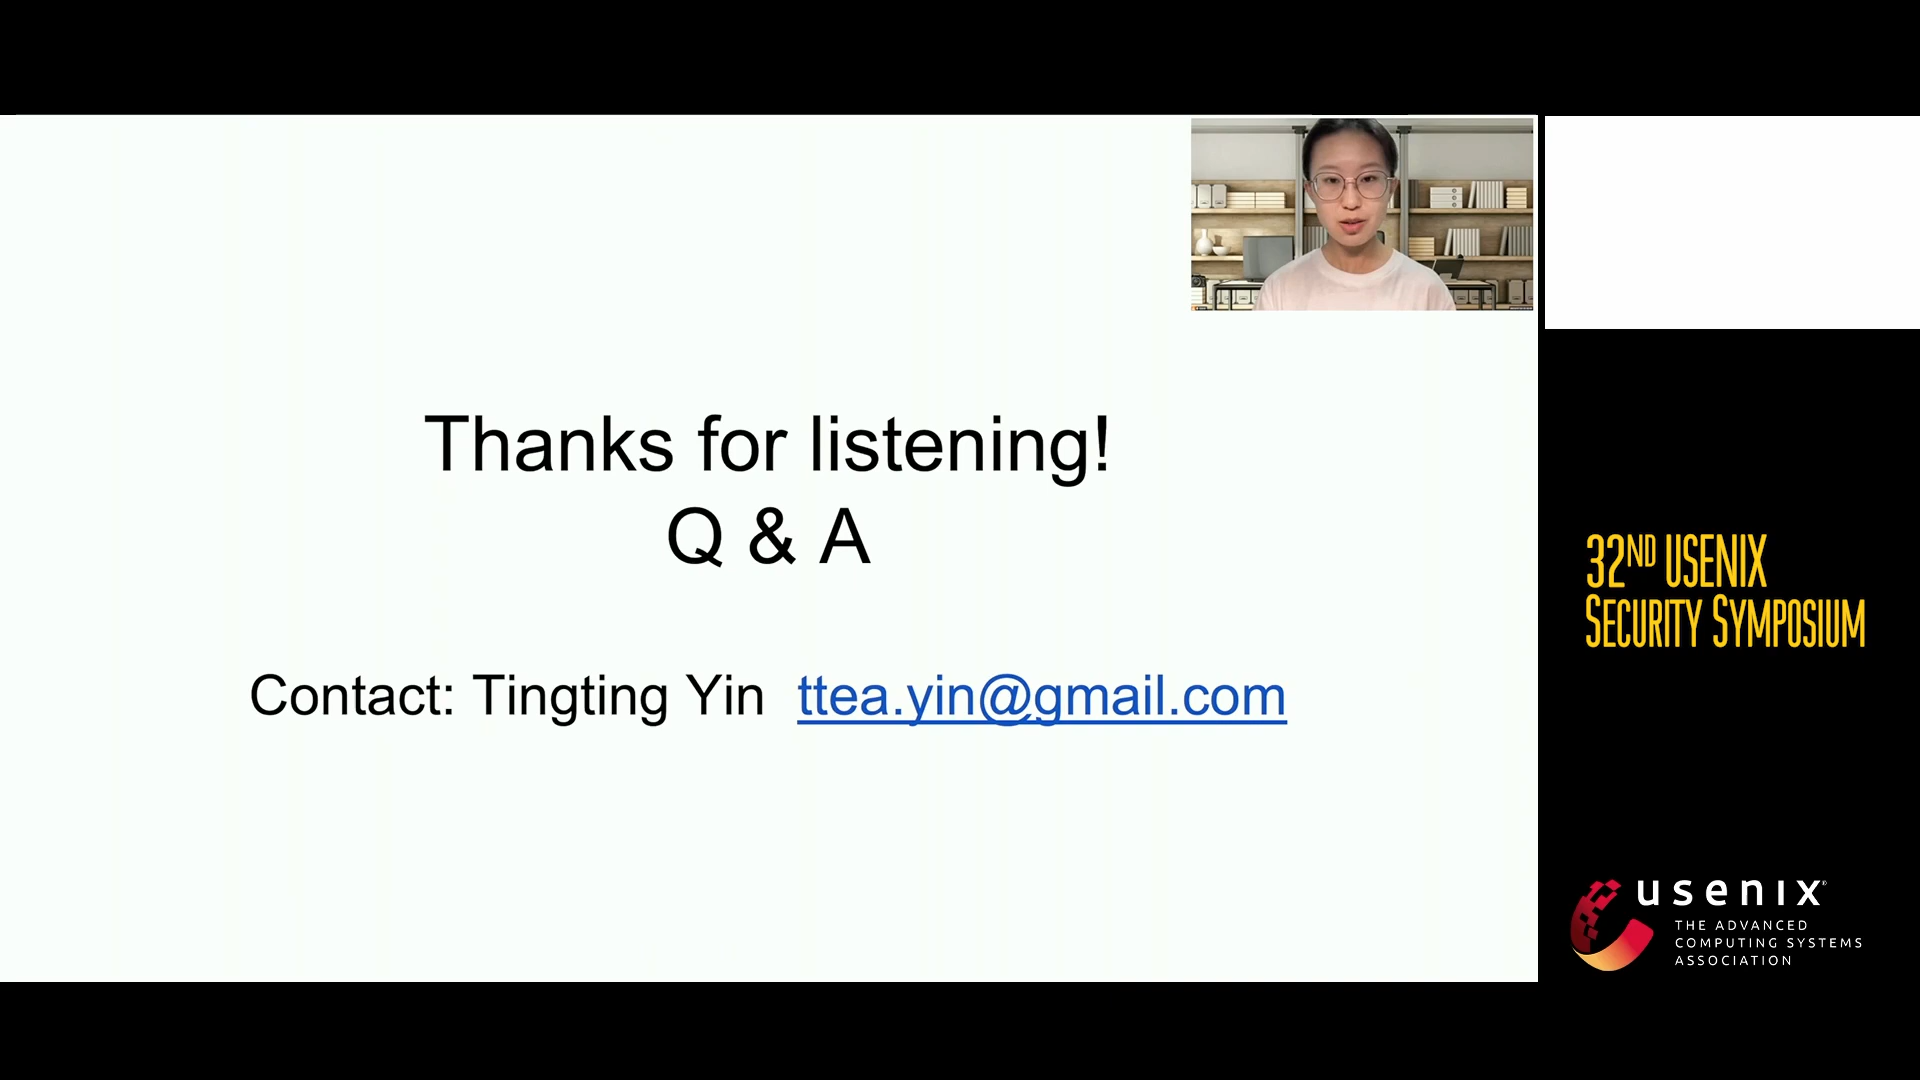 Thanks for listening!
Q & A
Contact: Tingting Yin ttea.yin@gmail.com
32ND USENIX
SECURITY SYMPOSIUM
usenix®
THE ADVANCED
COMPUTING SYSTEMS
ASSOCIATION